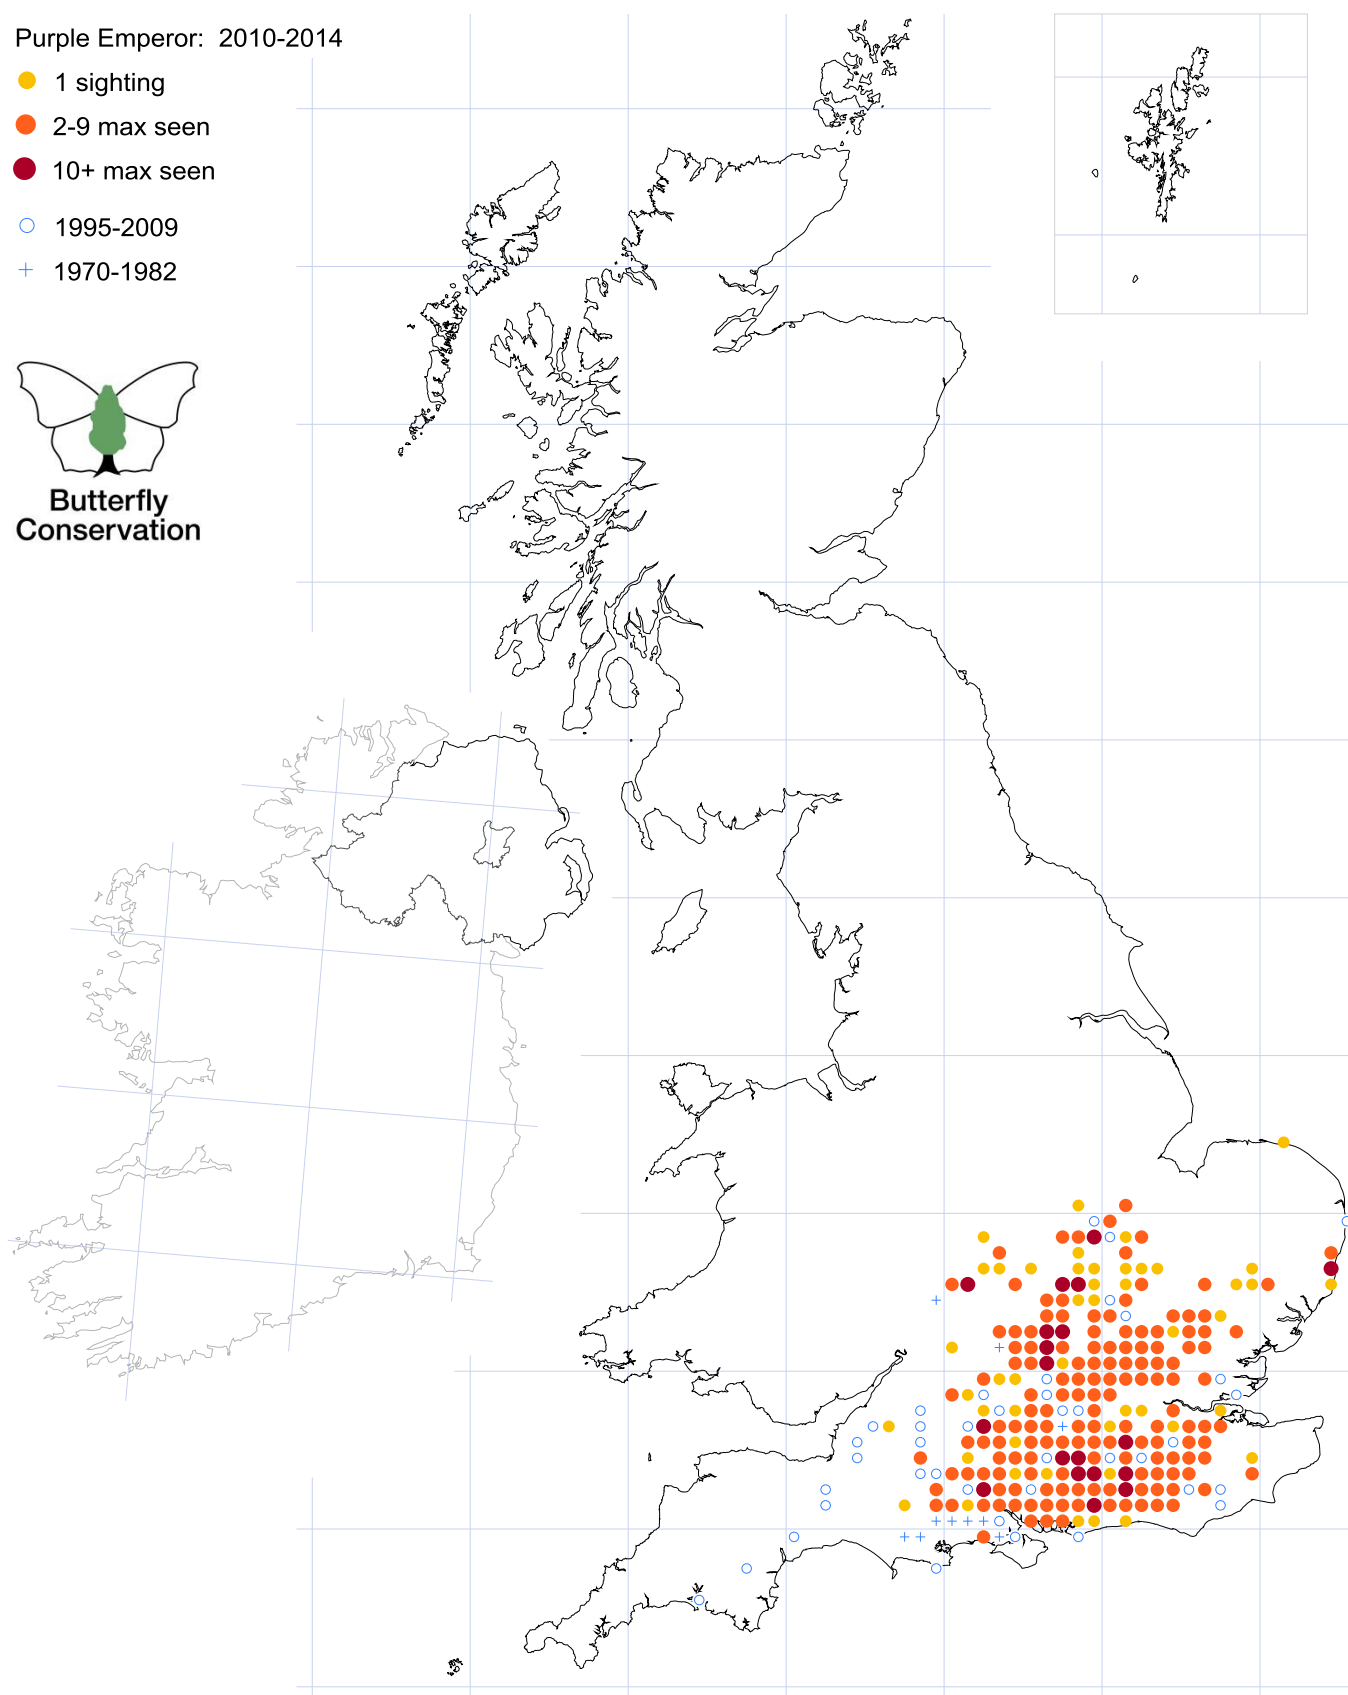 Purple Emperor: 2010-2014
1 sighting
2-9 max seen
10+ max seen
1995-2009
1970-1982
Butterfly
Conservation